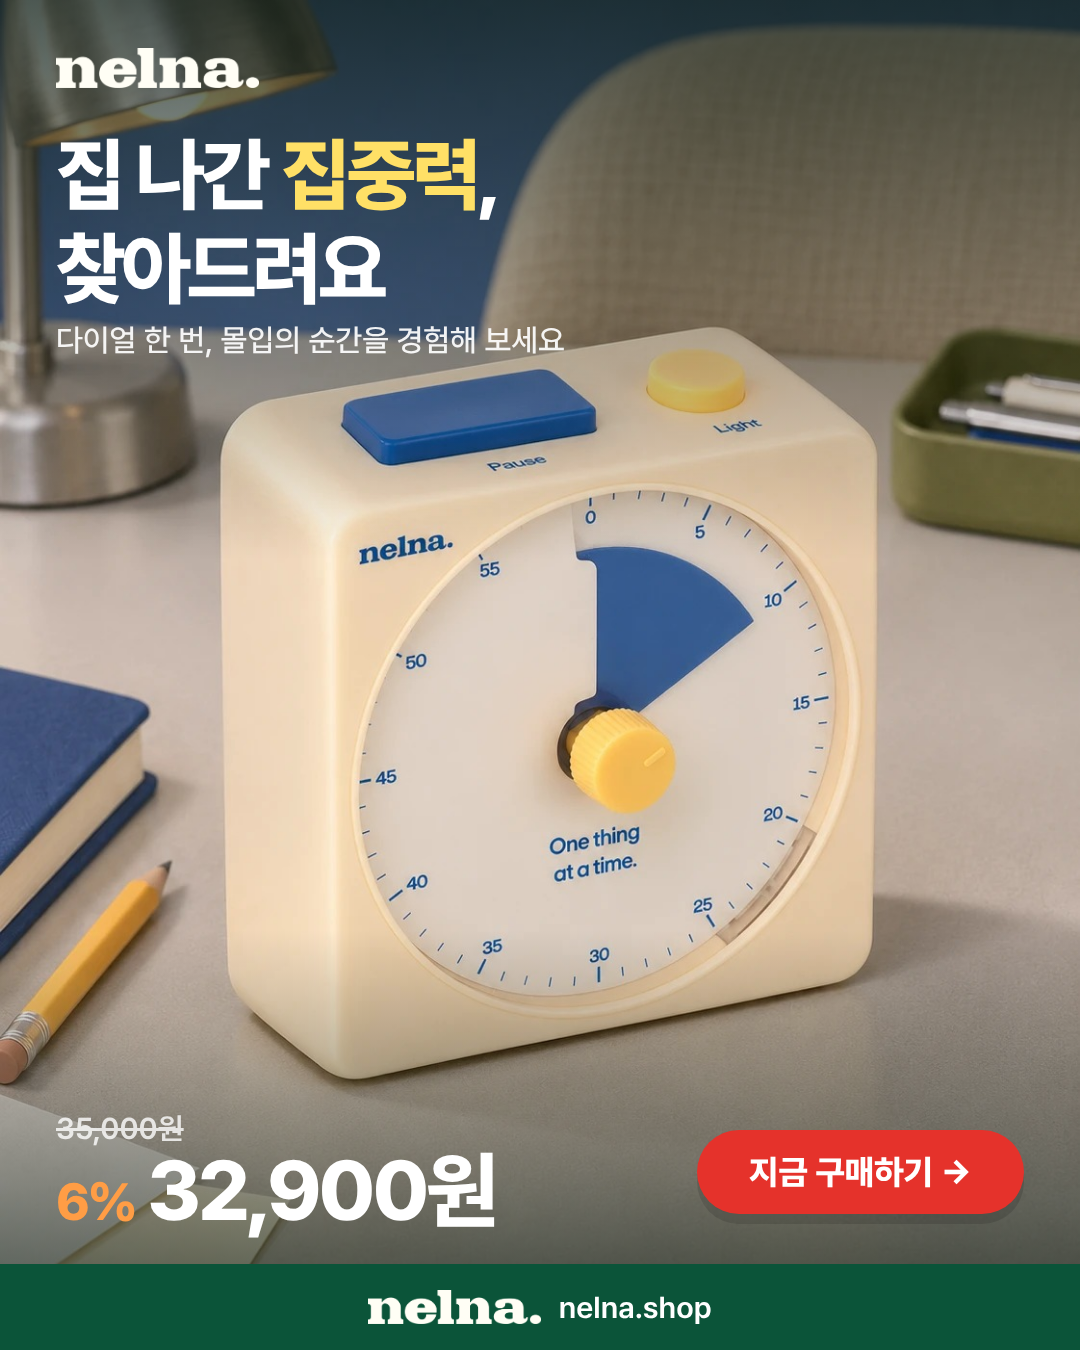 nelna.
집 나간 집중력,
찾아드려요
다이얼 한 번, 몰입의 순간을 경험해 보세요
Pause
Light
nelna.
0
5
10
15
20
25
30
35
40
45
50
55
One thing
at a time.
35,000원
6% 32,900원
지금 구매하기 →
nelna. nelna.shop